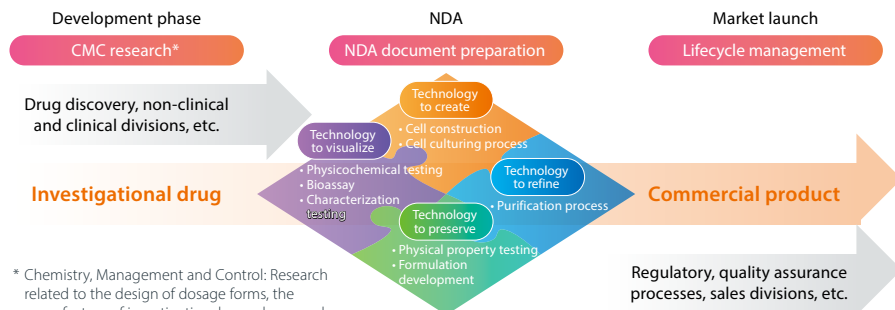 Development phase
NDA
Market launch
CMC research*
NDA document preparation
Lifecycle management
Drug discovery, non-clinical
and clinical divisions, etc.
Technology
to create
• Cell construction
• Cell culturing process
Technology
to visualize
• Physicochemical testing
• Bioassay
• Characterization
testing
Technology
to refine
• Purification process
Investigational drug
Commercial product
Technology
to preserve
• Physical property testing
• Formulation
development
* Chemistry, Management and Control: Research
related to the design of dosage forms, the
Regulatory, quality assurance
processes, sales divisions, etc.